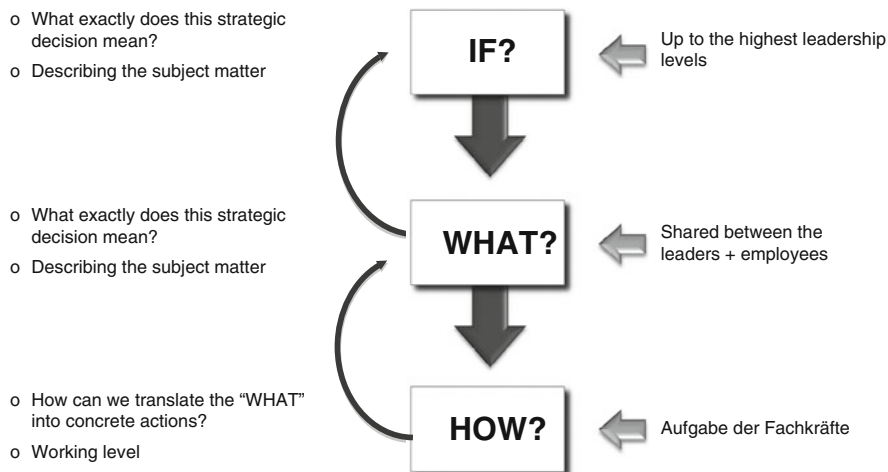 o What exactly does this strategic
decision mean?
o Describing the subject matter
IF?
Up to the highest leadership
levels
o What exactly does this strategic
decision mean?
o Describing the subject matter
WHAT?
Shared between the
leaders + employees
o How can we translate the “WHAT”
into concrete actions?
o Working level
HOW?
Aufgabe der Fachkräfte